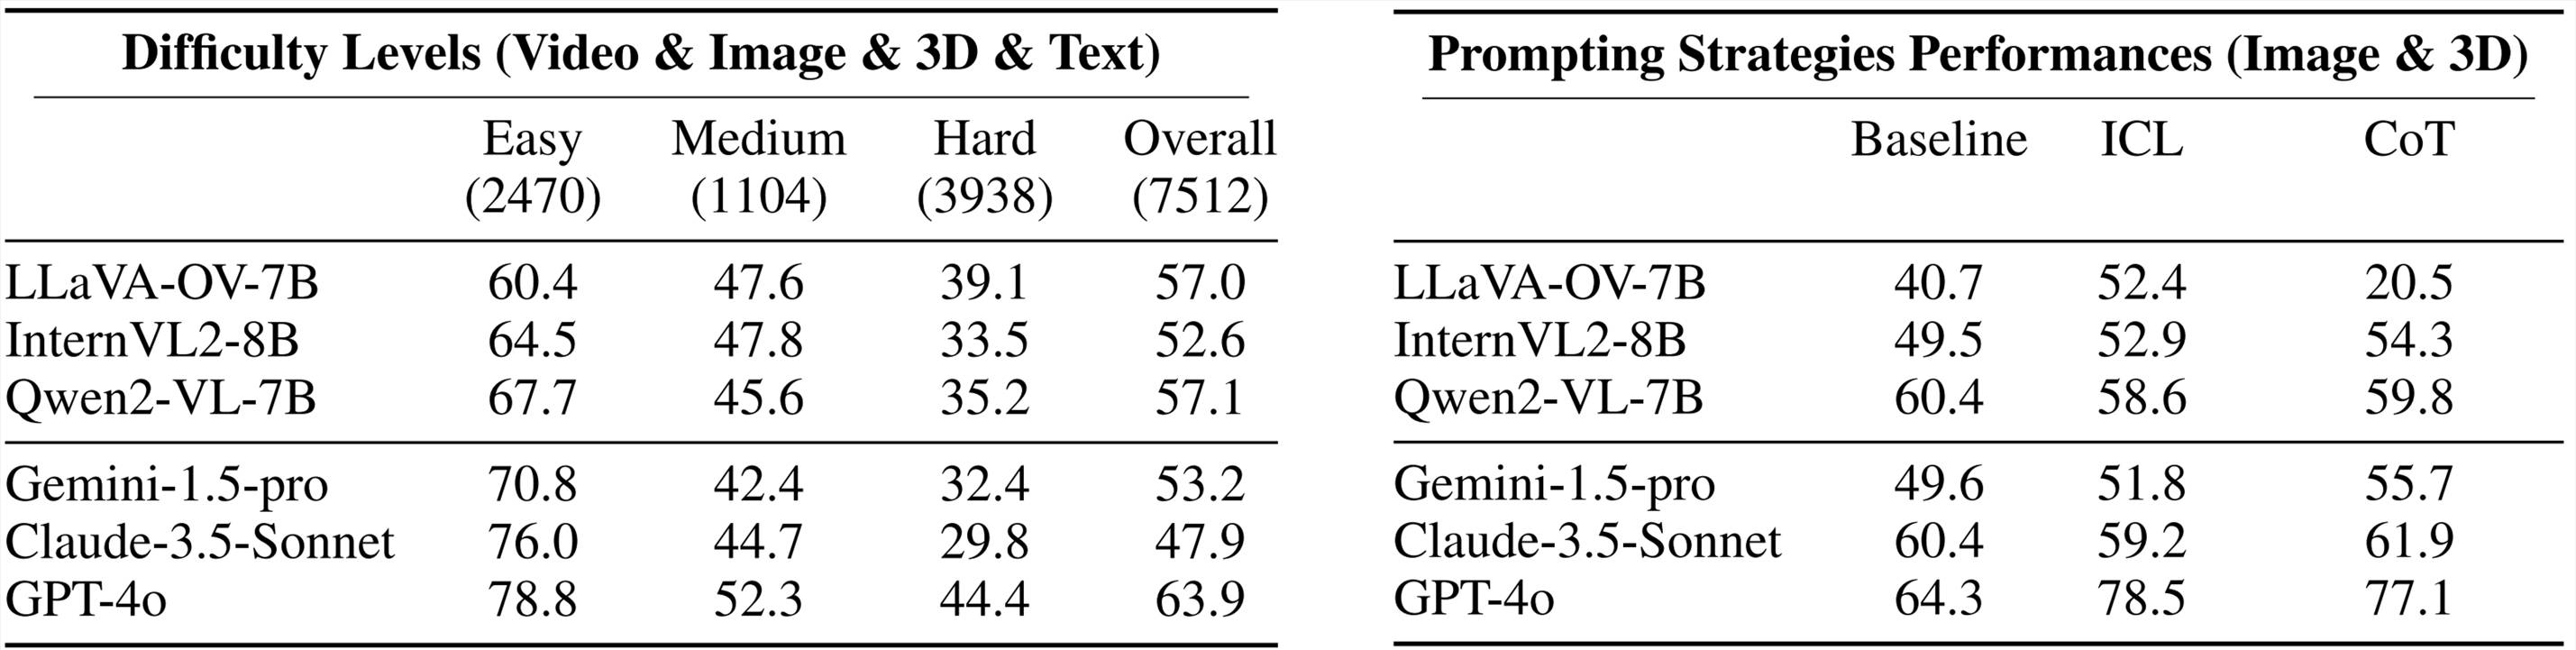 Difficulty Levels (Video & Image & 3D & Text)
Easy Medium Hard Overall
(2470) (1104) (3938) (7512)
LLaVA-OV-7B 60.4 47.6 39.1 57.0
InternVL2-8B 64.5 47.8 33.5 52.6
Qwen2-VL-7B 67.7 45.6 35.2 57.1
Gemini-1.5-pro 70.8 42.4 32.4 53.2
Claude-3.5-Sonnet 76.0 44.7 29.8 47.9
GPT-4o 78.8 52.3 44.4 63.9
Prompting Strategies Performances (Image & 3D)
Baseline ICL CoT
LLaVA-OV-7B 40.7 52.4 20.5
InternVL2-8B 49.5 52.9 54.3
Qwen2-VL-7B 60.4 58.6 59.8
Gemini-1.5-pro 49.6 51.8 55.7
Claude-3.5-Sonnet 60.4 59.2 61.9
GPT-4o 64.3 78.5 77.1